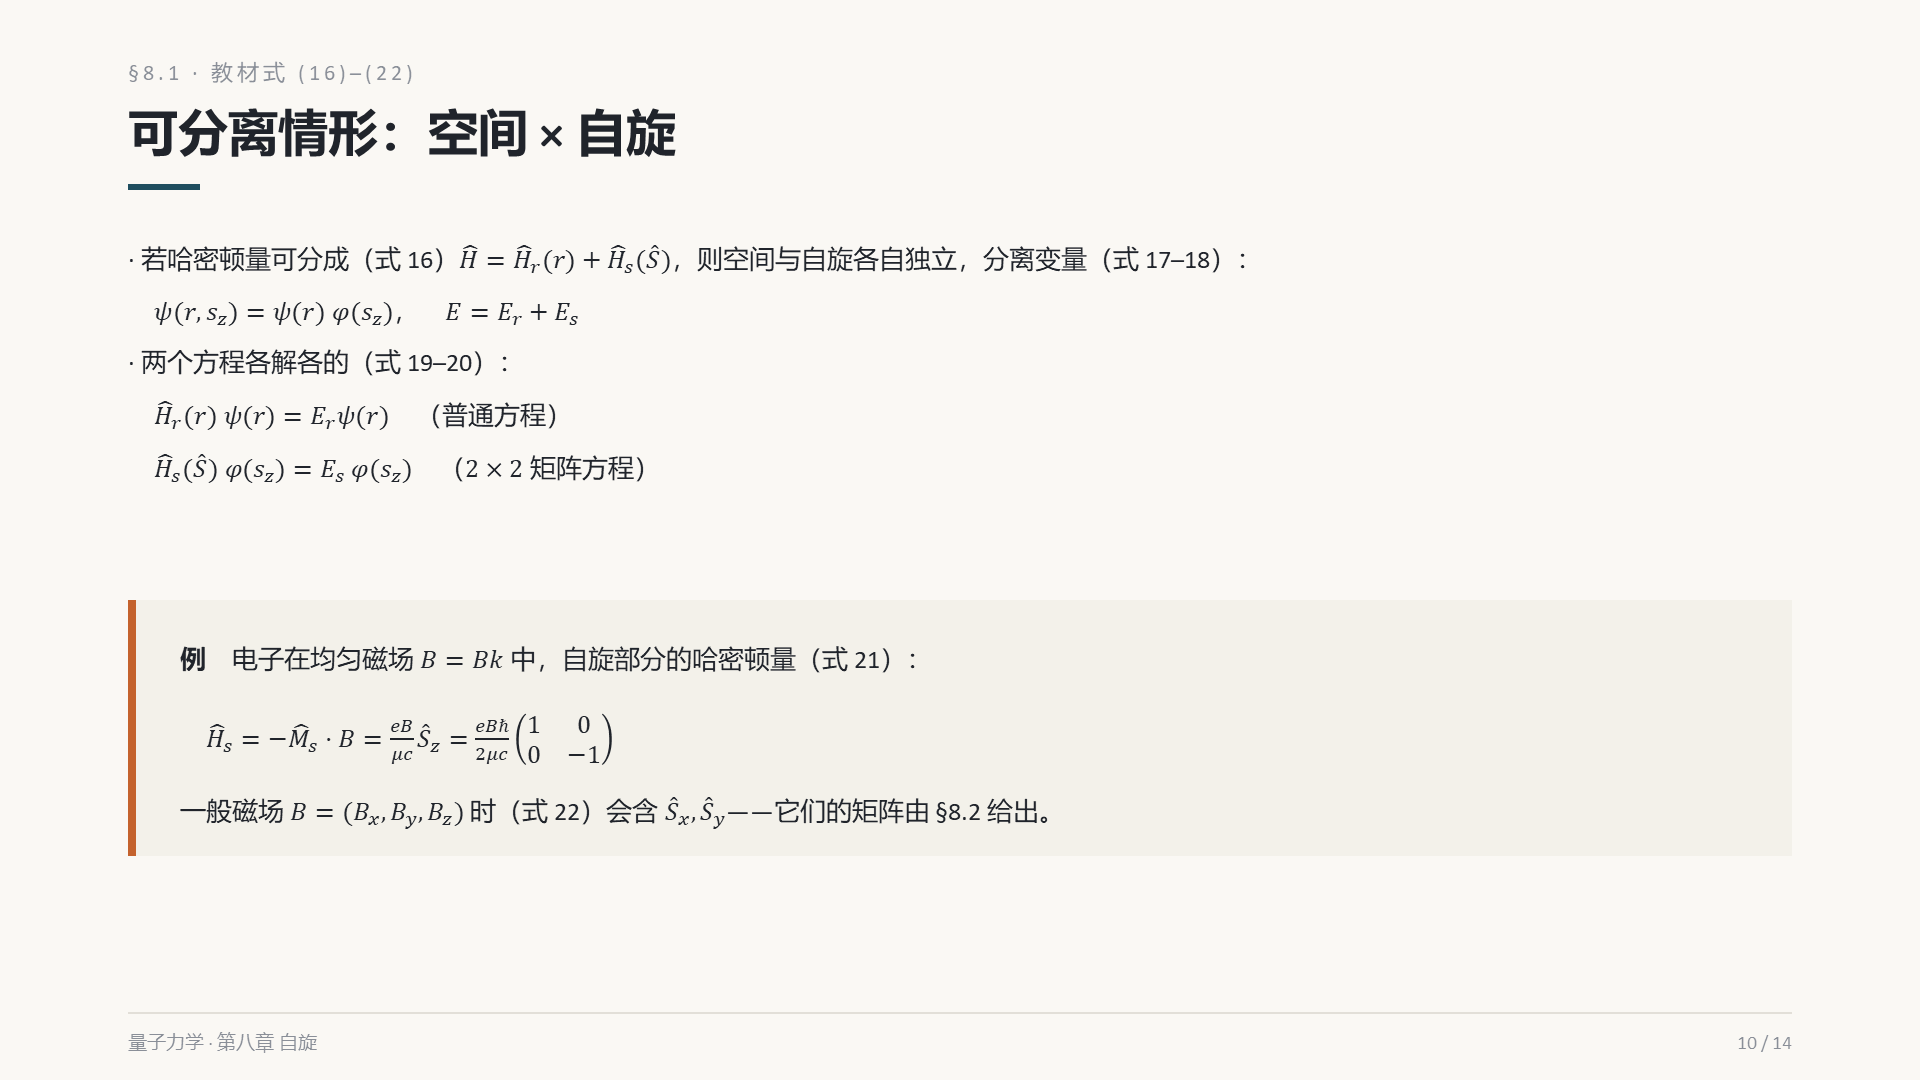 §8.1 · 教材式 (16)–(22)
可分离情形：空间 × 自旋
· 若哈密顿量可分成（式 16）Ĥ = Ĥ_r(r) + Ĥ_s(Ŝ)，则空间与自旋各自独立，分离变量（式 17–18）：
ψ(r, s_z) = ψ(r) φ(s_z)， E = E_r + E_s
· 两个方程各解各的（式 19–20）：
Ĥ_r(r) ψ(r) = E_rψ(r) （普通方程）
Ĥ_s(Ŝ) φ(s_z) = E_s φ(s_z) （2 × 2 矩阵方程）
例 电子在均匀磁场 B = Bk 中，自旋部分的哈密顿量（式 21）：
Ĥ_s = −M̂_s · B = \frac{eB}{μc} Ŝ_z = \frac{eBħ}{2μc} \begin{pmatrix} 1 & 0 \\ 0 & −1 \end{pmatrix}
一般磁场 B = (B_x, B_y, B_z) 时（式 22）会含 Ŝ_x, Ŝ_y——它们的矩阵由 §8.2 给出。
量子力学 · 第八章 自旋
10 / 14